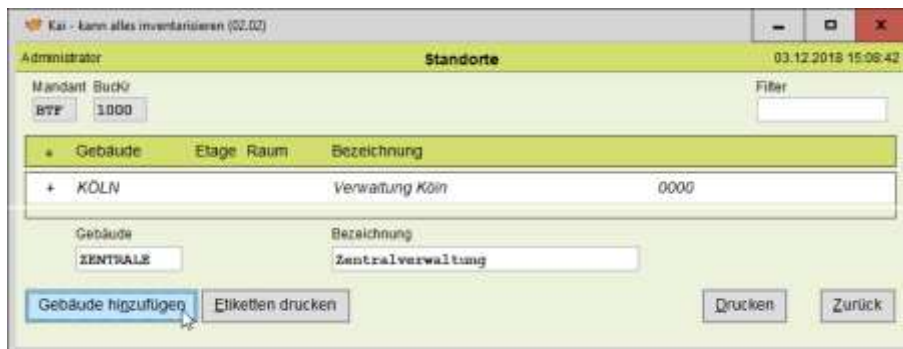 Kai - kann alles inventarisieren (02.02)
Administrator Standorte 03.12.2018 15:08:42
Mandant BucKr Filter
BTF 1000
+ Gebäude Etage Raum Bezeichnung
+ KÖLN Verwaltung Köln 0000
Gebäude Bezeichnung
ZENTRALE Zentralverwaltung
Gebäude hinzufügen Etiketten drucken Drucken Zurück